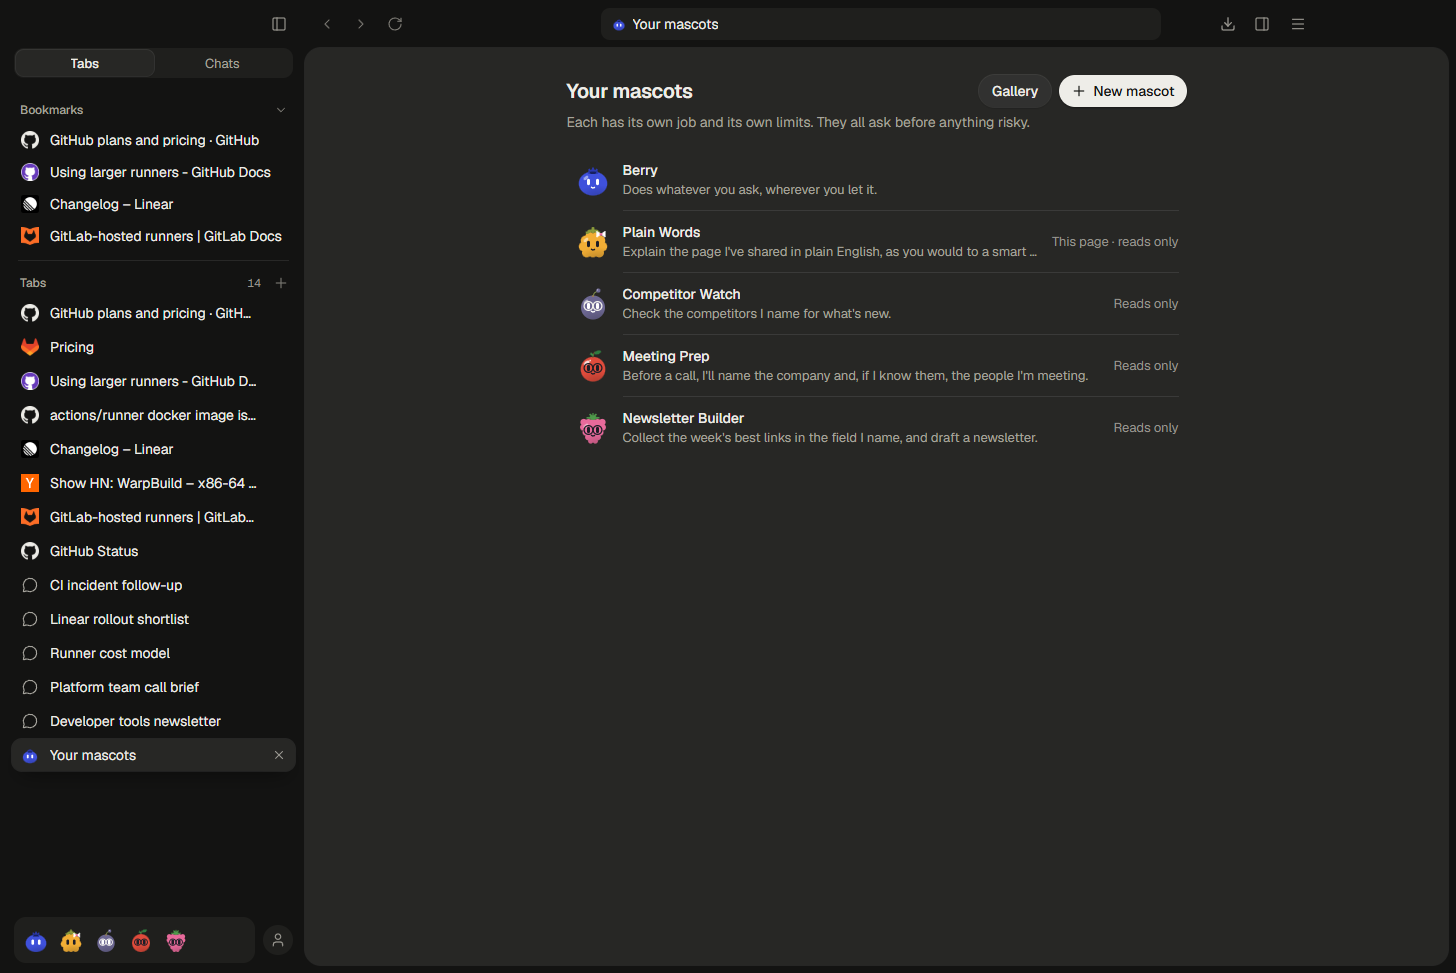 Your mascots
Tabs
Chats
Bookmarks
GitHub plans and pricing · GitHub
Using larger runners - GitHub Docs
Changelog – Linear
GitLab-hosted runners | GitLab Docs
Tabs
14
GitHub plans and pricing · GitH...
Pricing
Using larger runners - GitHub D...
actions/runner docker image is...
Changelog – Linear
Show HN: WarpBuild – x86-64 ...
GitLab-hosted runners | GitLab...
GitHub Status
CI incident follow-up
Linear rollout shortlist
Runner cost model
Platform team call brief
Developer tools newsletter
Your mascots
Your mascots
Gallery
New mascot
Each has its own job and its own limits. They all ask before anything risky.
Berry
Does whatever you ask, wherever you let it.
Plain Words
Explain the page I've shared in plain English, as you would to a smart ...
This page · reads only
Competitor Watch
Check the competitors I name for what's new.
Reads only
Meeting Prep
Before a call, I'll name the company and, if I know them, the people I'm meeting.
Reads only
Newsletter Builder
Collect the week's best links in the field I name, and draft a newsletter.
Reads only